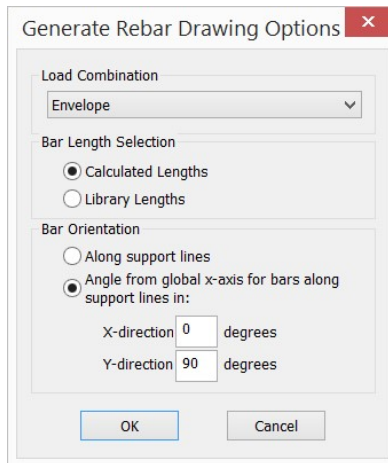 Generate Rebar Drawing Options
Load Combination
Envelope
Bar Length Selection
Calculated Lengths
Library Lengths
Bar Orientation
Along support lines
Angle from global x-axis for bars along
support lines in:
X-direction 0 degrees
Y-direction 90 degrees
OK Cancel